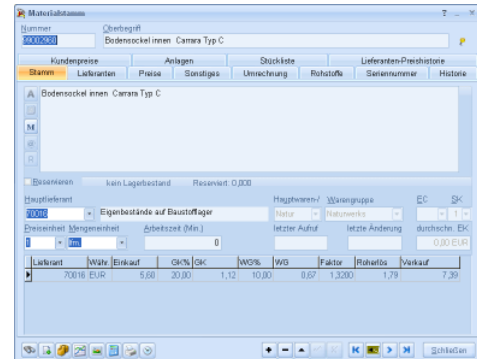 Materialstamm
Nummer Oberbegriff
99002960 Bodensockel innen Carrara Typ C
Kundenpreise Anlagen Stückliste Lieferanten-Preishistorie
Stamm Lieferanten Preise Sonstiges Umrechnung Rohstoffe Seriennummer Historie
A Bodensockel innen Carrara Typ C
M
@
R
Reservieren kein Lagerbestand Reserviert: 0,000
Hauptlieferant Hauptwaren-/ Warengruppe EC SK
70016 Eigenbestände auf Baustofflager Natur Naturwerks 1
Preiseinheit Mengeneinheit Arbeitszeit (Min.) letzter Aufruf letzte Änderung durchschn. EK
1 lfm. 0 0,00 EUR
Lieferant Währ. Einkauf GK% GK WG% WG Faktor Roherlös Verkauf
70016 EUR 5,60 20,00 1,12 10,00 0,67 1,3200 1,79 7,39
Schließen